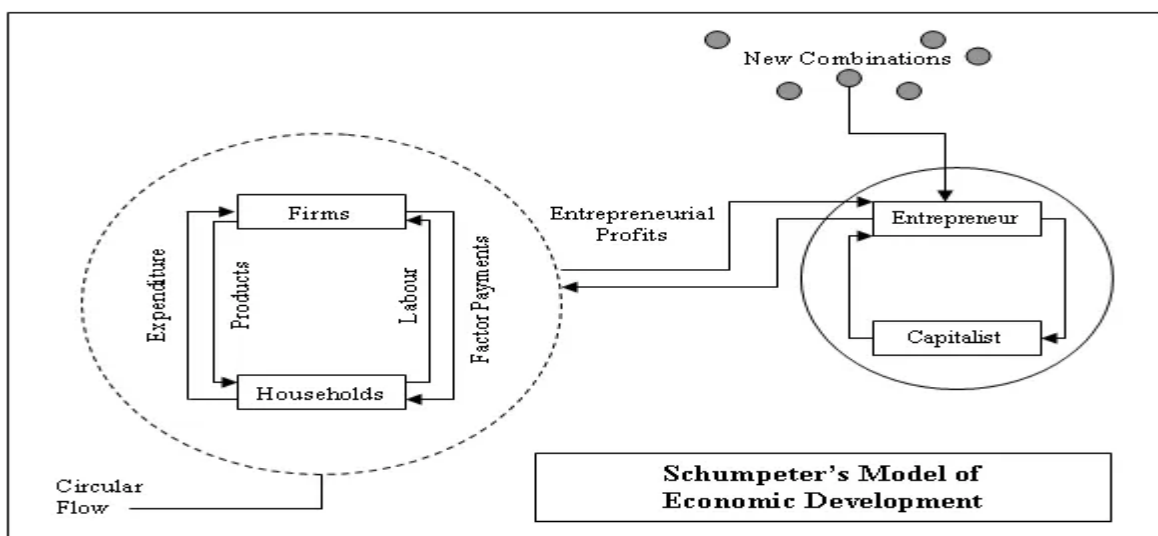 New Combinations
Firms
Entrepreneurial
Profits
Entrepreneur
Expenditure
Products
Labour
Factor Payments
Capitalist
Households
Circular
Flow
Schumpeter's Model of
Economic Development